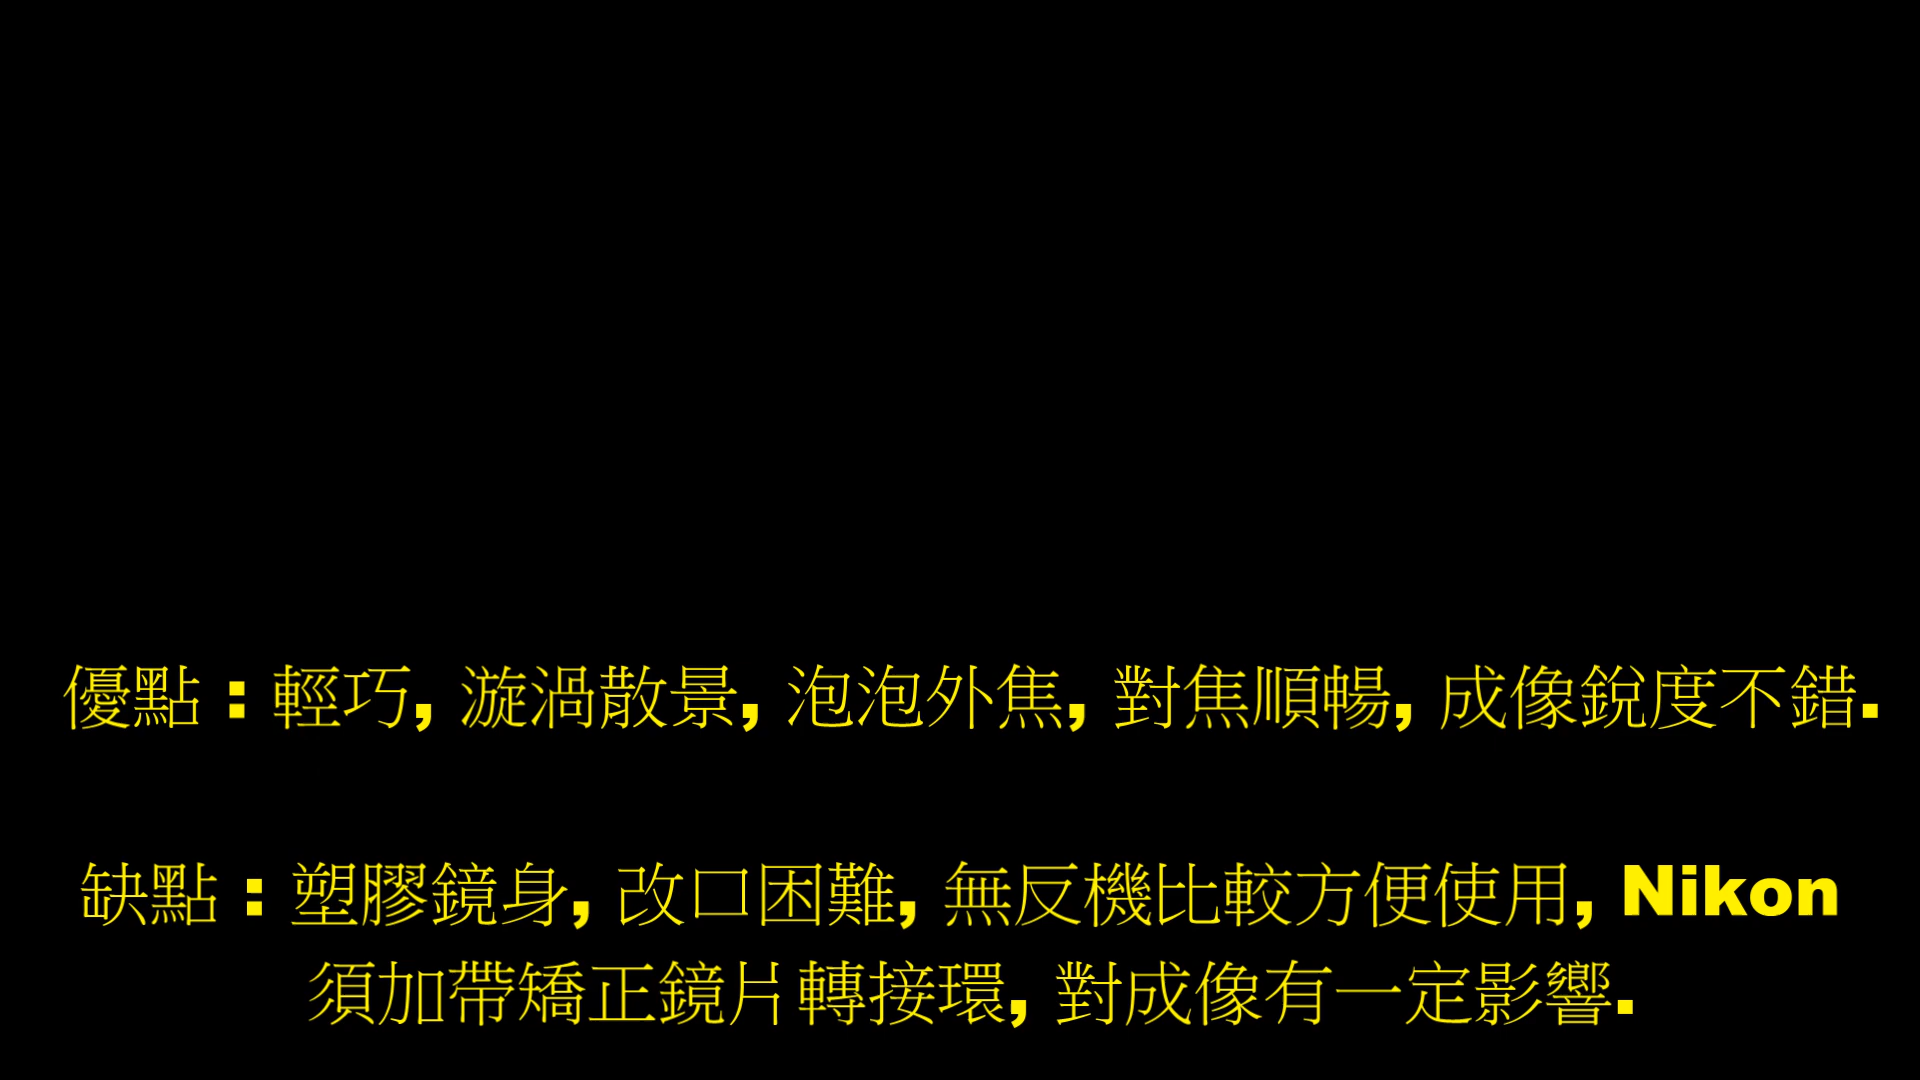 優點 : 輕巧, 漩渦散景, 泡泡外焦, 對焦順暢, 成像銳度不錯.
缺點 : 塑膠鏡身, 改口困難, 無反機比較方便使用, Nikon
須加帶矯正鏡片轉接環, 對成像有一定影響.